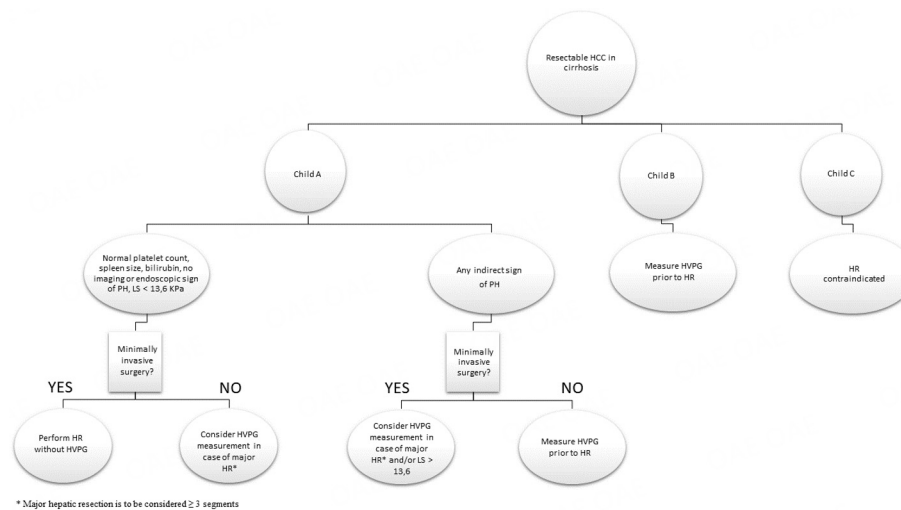 Resectable HCC in
cirrhosis
Child A
Child B
Child C
Normal platelet count,
spleen size, bilirubin, no
imaging or endoscopic sign
of PH, LS < 13,6 KPa
Any indirect sign
of PH
Measure HVPG
prior to HR
HR
contraindicated
Minimally
invasive
surgery?
Minimally
invasive
surgery?
YES
NO
YES
NO
Perform HR
without HVPG
Consider HVPG
measurement in
case of major
HR*
Consider HVPG
measurement in
case of major
HR* and/or LS >
13,6
Measure HVPG
prior to HR
* Major hepatic resection is to be considered ≥ 3 segments